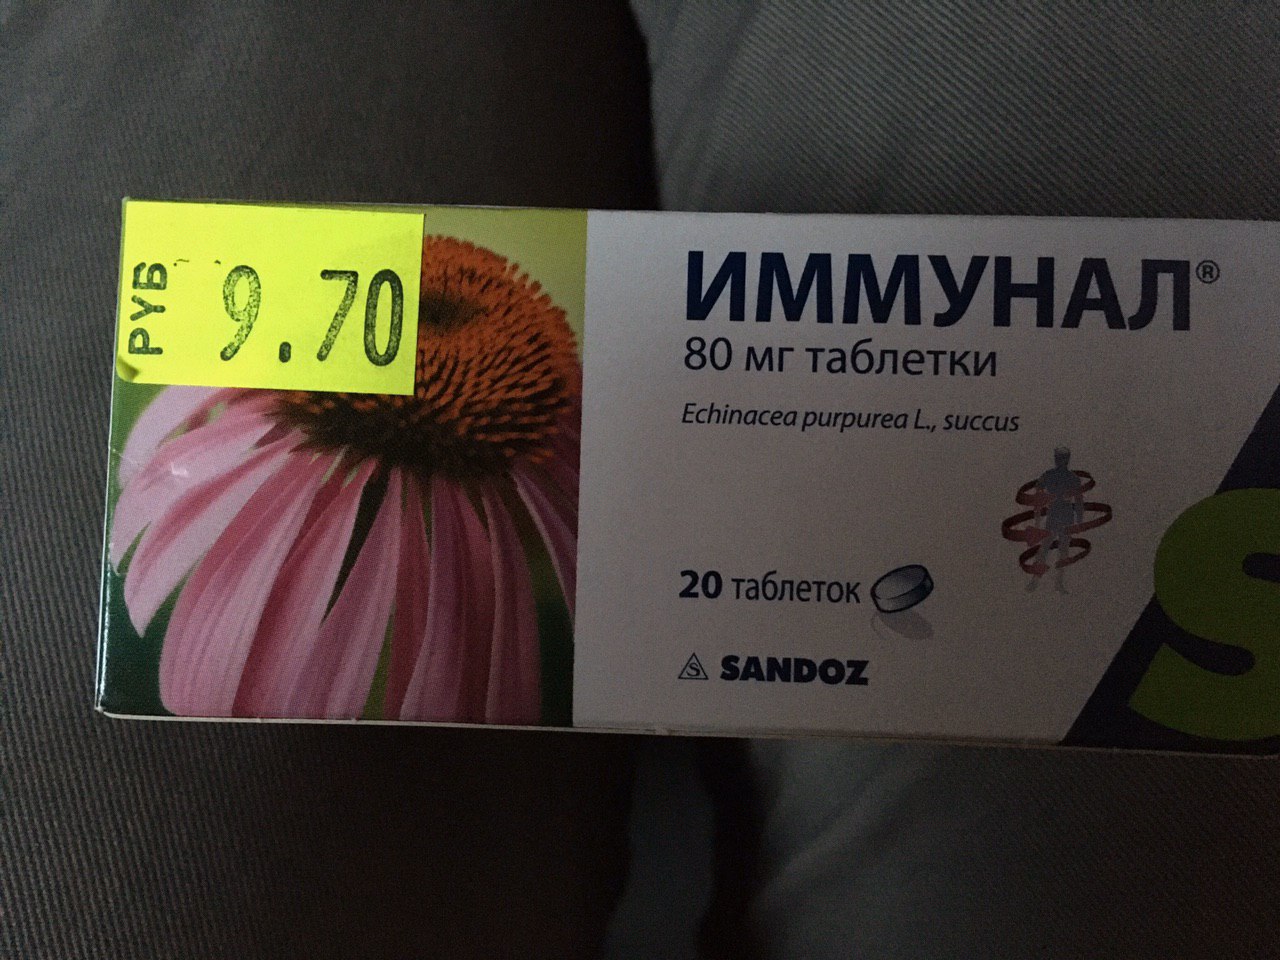 РУБ 9.70
ИММУНАЛ®
80 мг таблетки
Echinacea purpurea L., succus
20 таблеток
S SANDOZ
S